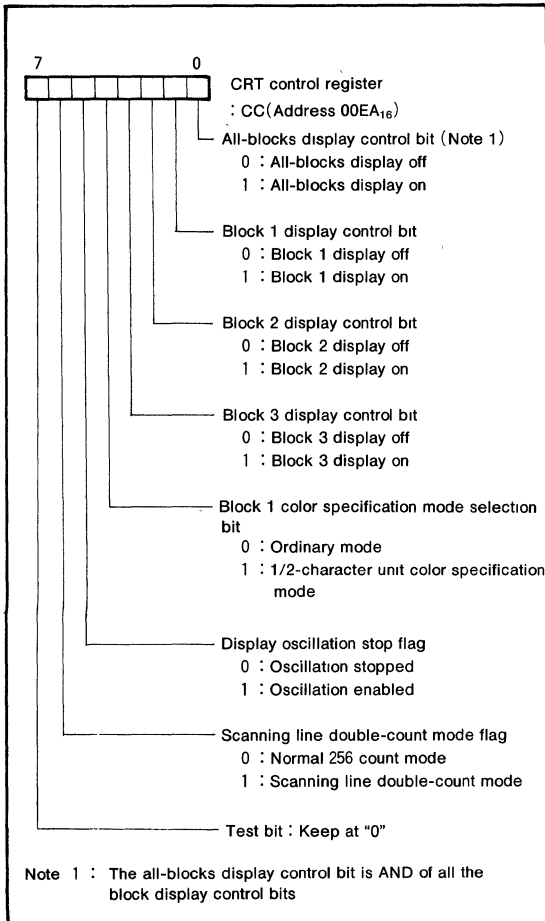 7 0
CRT control register
: CC(Address 00EA₁₆)
All-blocks display control bit (Note 1)
0 : All-blocks display off
1 : All-blocks display on
Block 1 display control bit
0 : Block 1 display off
1 : Block 1 display on
Block 2 display control bit
0 : Block 2 display off
1 : Block 2 display on
Block 3 display control bit
0 : Block 3 display off
1 : Block 3 display on
Block 1 color specification mode selection
bit
0 : Ordinary mode
1 : 1/2-character unit color specification
mode
Display oscillation stop flag
0 : Oscillation stopped
1 : Oscillation enabled
Scanning line double-count mode flag
0 : Normal 256 count mode
1 : Scanning line double-count mode
Test bit : Keep at “0”
Note 1 : The all-blocks display control bit is AND of all the
block display control bits